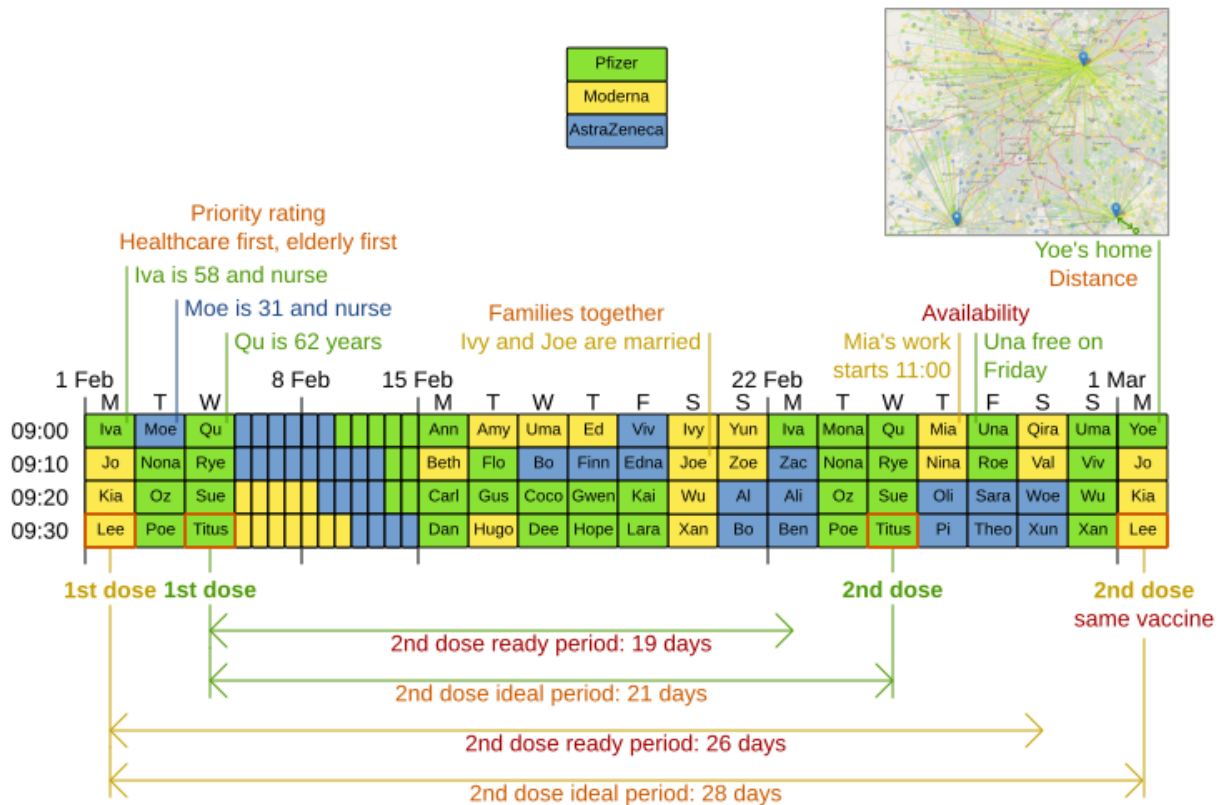 Pfizer
Moderna
AstraZeneca
Priority rating
Healthcare first, elderly first
Iva is 58 and nurse
Moe is 31 and nurse
Qu is 62 years
Families together
Ivy and Joe are married
Availability
Mia's work
starts 11:00
Una free on
Friday
Yoe's home
Distance
1 Feb 8 Feb 15 Feb 22 Feb 1 Mar
M T W M T W T F S S M T W T F S S M
09:00 Iva Moe Qu Ann Amy Uma Ed Viv Ivy Yun Iva Mona Qu Mia Una Qira Uma Yoe
09:10 Jo Nona Rye Beth Flo Bo Finn Edna Joe Zoe Zac Nona Rye Nina Roe Val Viv Jo
09:20 Kia Oz Sue Carl Gus Coco Gwen Kai Wu Al Ali Oz Sue Oli Sara Woe Wu Kia
09:30 Lee Poe Titus Dan Hugo Dee Hope Lara Xan Bo Ben Poe Titus Pi Theo Xun Xan Lee
1st dose 1st dose 2nd dose 2nd dose
same vaccine
2nd dose ready period: 19 days
2nd dose ideal period: 21 days
2nd dose ready period: 26 days
2nd dose ideal period: 28 days